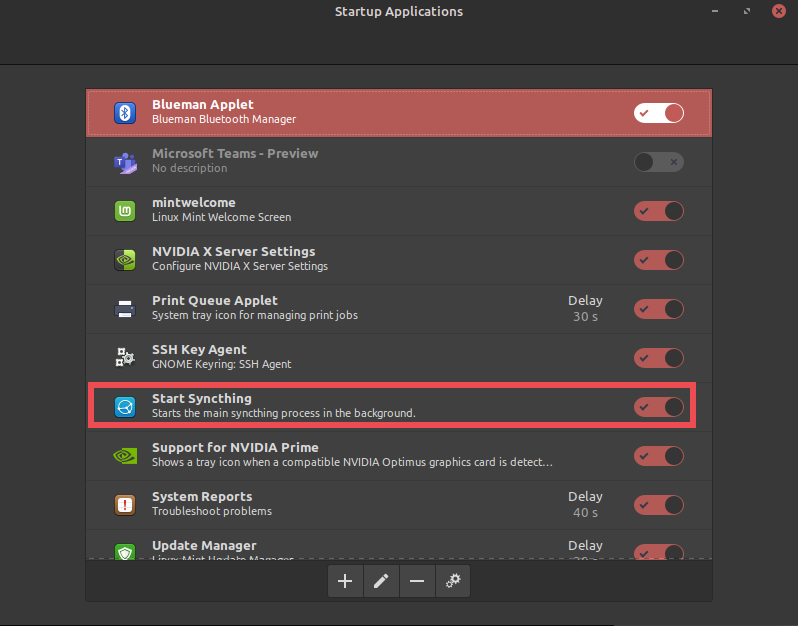 Startup Applications
Blueman Applet
Blueman Bluetooth Manager
Microsoft Teams - Preview
No description
mintwelcome
Linux Mint Welcome Screen
NVIDIA X Server Settings
Configure NVIDIA X Server Settings
Print Queue Applet
System tray icon for managing print jobs
Delay
30 s
SSH Key Agent
GNOME Keyring: SSH Agent
Start Syncthing
Starts the main syncthing process in the background.
Support for NVIDIA Prime
Shows a tray icon when a compatible NVIDIA Optimus graphics card is detect...
System Reports
Troubleshoot problems
Delay
40 s
Update Manager
Linux Mint Update Manager
Delay